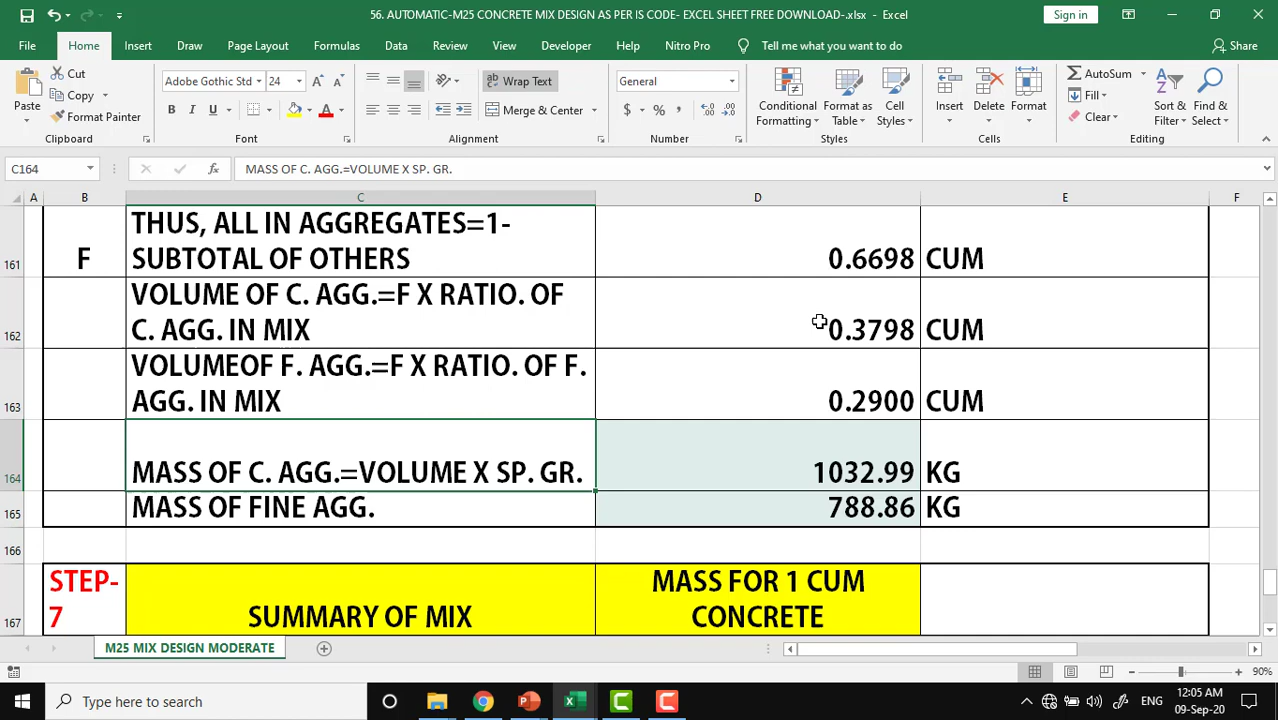 56. AUTOMATIC-M25 CONCRETE MIX DESIGN AS PER IS CODE- EXCEL SHEET FREE DOWNLOAD-.xlsx - Excel
Sign in
File Home Insert Draw Page Layout Formulas Data Review View Developer Help Nitro Pro Tell me what you want to do Share
Paste
Cut
Copy
Format Painter
Clipboard
Adobe Gothic Std 24
B I U
Font
Wrap Text
Merge & Center
Alignment
General
$ % ,
Number
Conditional Formatting
Format as Table
Cell Styles
Styles
Insert
Delete
Format
Cells
AutoSum
Fill
Clear
Sort & Filter
Find & Select
Editing
C164
fx MASS OF C. AGG.=VOLUME X SP. GR.
A B C D E F
THUS, ALL IN AGGREGATES=1-
161 F SUBTOTAL OF OTHERS 0.6698 CUM
VOLUME OF C. AGG.=F X RATIO. OF
162 C. AGG. IN MIX 0.3798 CUM
VOLUMEOF F. AGG.=F X RATIO. OF F.
163 AGG. IN MIX 0.2900 CUM
164 MASS OF C. AGG.=VOLUME X SP. GR. 1032.99 KG
165 MASS OF FINE AGG. 788.86 KG
166
STEP- MASS FOR 1 CUM
167 7 SUMMARY OF MIX CONCRETE
M25 MIX DESIGN MODERATE
90%
Type here to search
ENG
12:05 AM
09-Sep-20